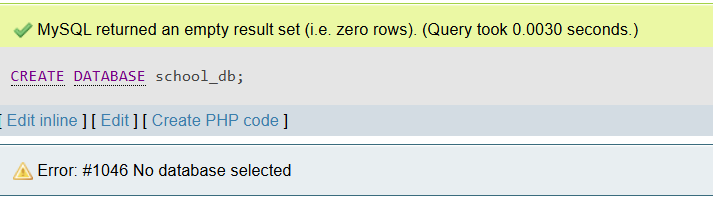 MySQL returned an empty result set (i.e. zero rows). (Query took 0.0030 seconds.)
CREATE DATABASE school_db;
[ Edit inline ] [ Edit ] [ Create PHP code ]
Error: #1046 No database selected